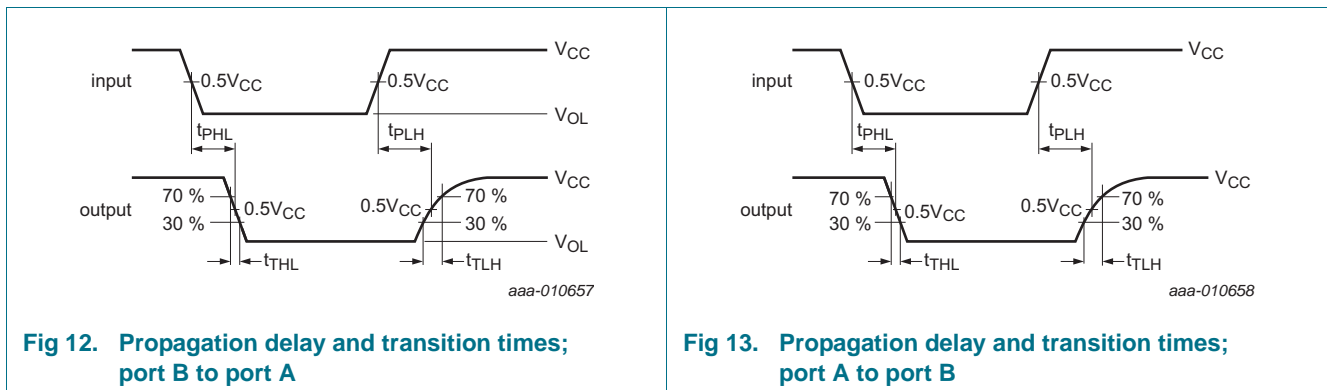 VCC
input
0.5VCC
0.5VCC
VOL
tPHL
tPLH
VCC
70 %
70 %
output
0.5VCC
0.5VCC
30 %
30 %
VOL
tTHL
tTLH
aaa-010657
Fig 12. Propagation delay and transition times;
port B to port A
VCC
input
0.5VCC
0.5VCC
tPHL
tPLH
VCC
70 %
70 %
output
0.5VCC
0.5VCC
30 %
30 %
tTHL
tTLH
aaa-010658
Fig 13. Propagation delay and transition times;
port A to port B